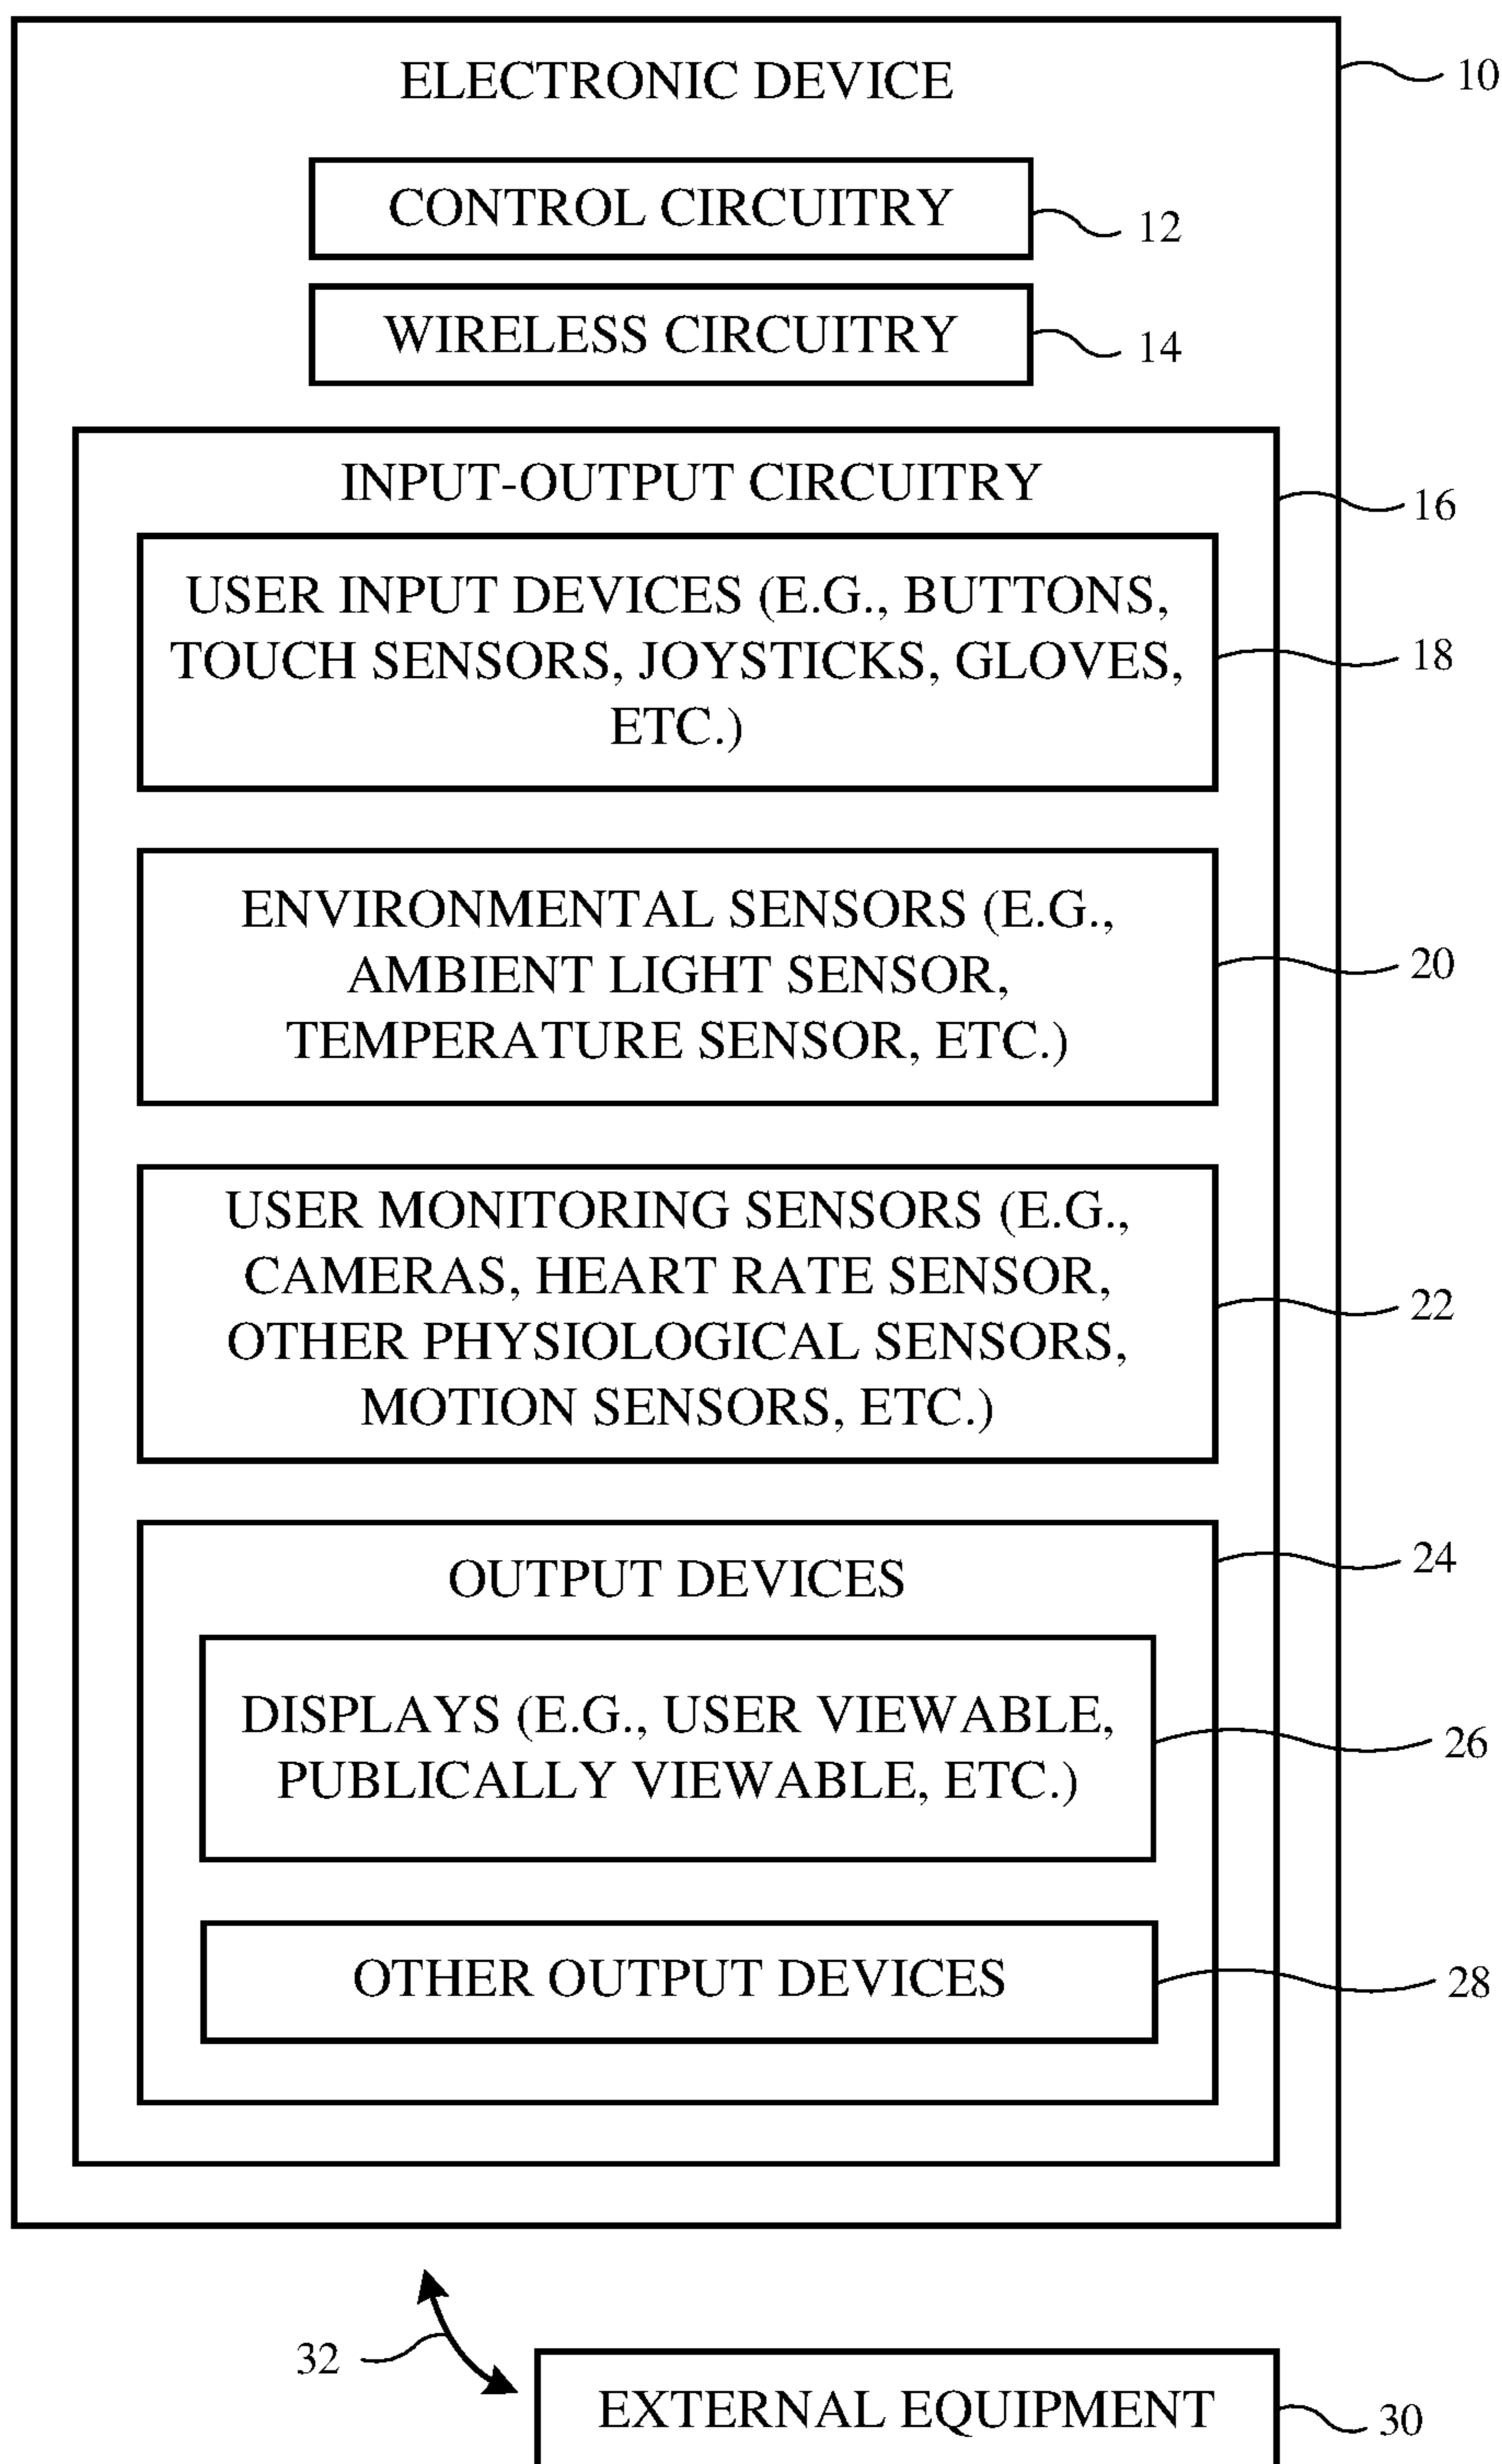 ELECTRONIC DEVICE
10
CONTROL CIRCUITRY
12
WIRELESS CIRCUITRY
14
INPUT-OUTPUT CIRCUITRY
16
USER INPUT DEVICES (E.G., BUTTONS,
TOUCH SENSORS, JOYSTICKS, GLOVES,
ETC.)
18
ENVIRONMENTAL SENSORS (E.G.,
AMBIENT LIGHT SENSOR,
TEMPERATURE SENSOR, ETC.)
20
USER MONITORING SENSORS (E.G.,
CAMERAS, HEART RATE SENSOR,
OTHER PHYSIOLOGICAL SENSORS,
MOTION SENSORS, ETC.)
22
OUTPUT DEVICES
24
DISPLAYS (E.G., USER VIEWABLE,
PUBLICALLY VIEWABLE, ETC.)
26
OTHER OUTPUT DEVICES
28
32
EXTERNAL EQUIPMENT
30